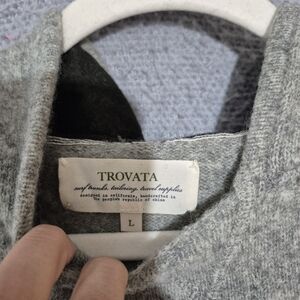 TROVATA
surf trunks, tailoring, travel supplies
designed in california, handcrafted in
the peoples republic of china
L